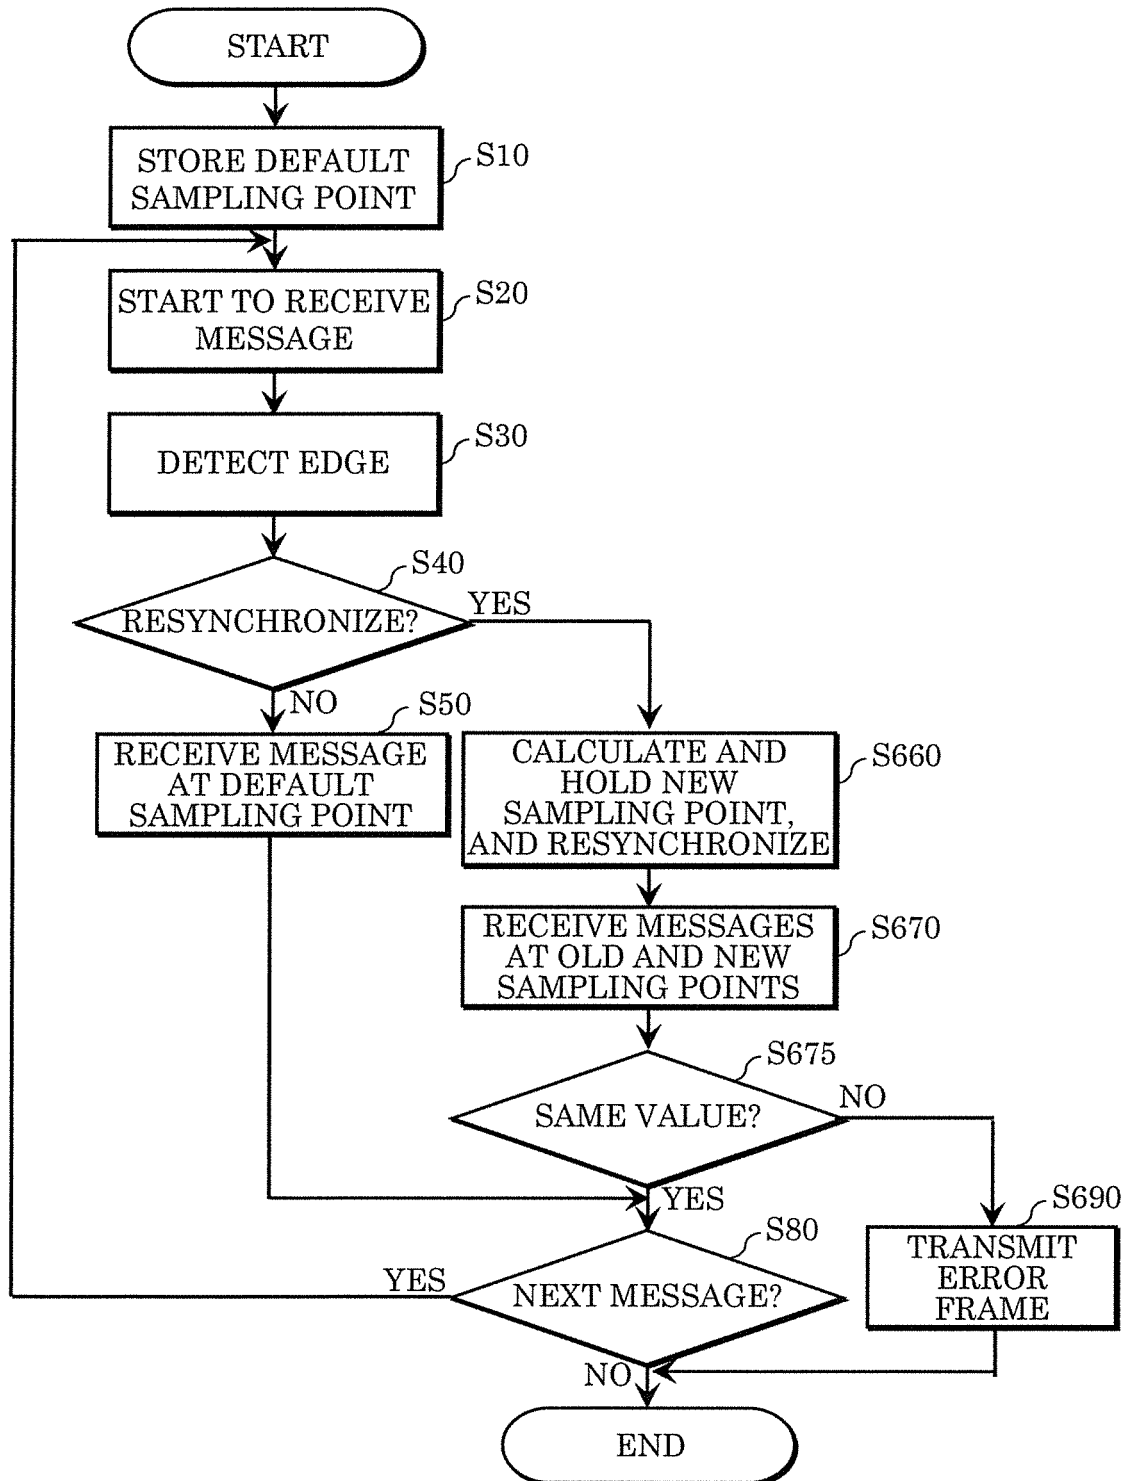 START
STORE DEFAULT
SAMPLING POINT
S10
START TO RECEIVE
MESSAGE
S20
DETECT EDGE
S30
RESYNCHRONIZE?
S40
YES
NO
RECEIVE MESSAGE
AT DEFAULT
SAMPLING POINT
S50
CALCULATE AND
HOLD NEW
SAMPLING POINT,
AND RESYNCHRONIZE
S660
RECEIVE MESSAGES
AT OLD AND NEW
SAMPLING POINTS
S670
SAME VALUE?
S675
NO
YES
TRANSMIT
ERROR
FRAME
S690
NEXT MESSAGE?
S80
YES
NO
END